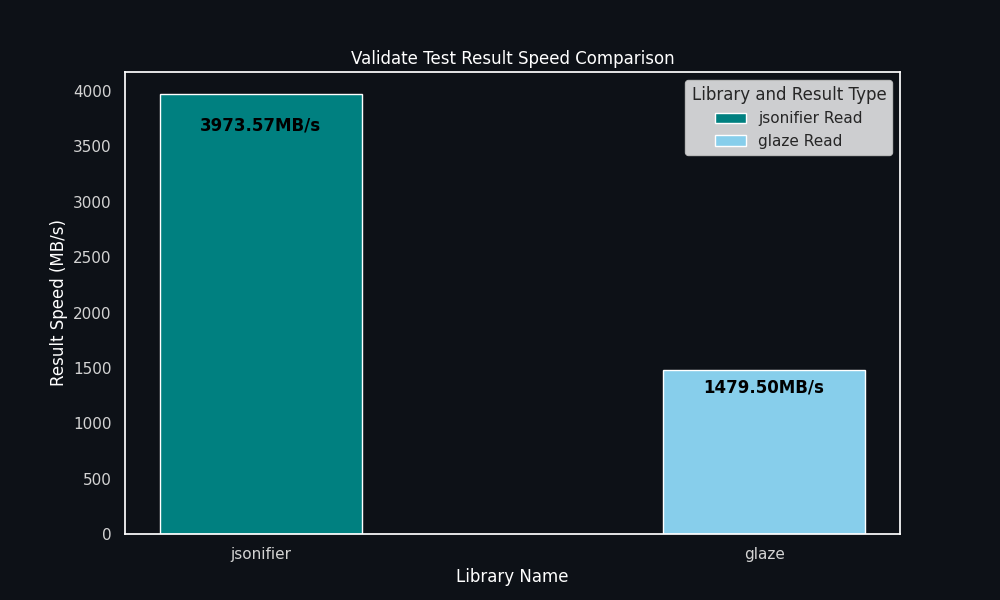 Validate Test Result Speed Comparison
Library and Result Type
jsonifier Read
glaze Read
Result Speed (MB/s)
4000
3500
3000
2500
2000
1500
1000
500
0
3973.57MB/s
1479.50MB/s
jsonifier
glaze
Library Name